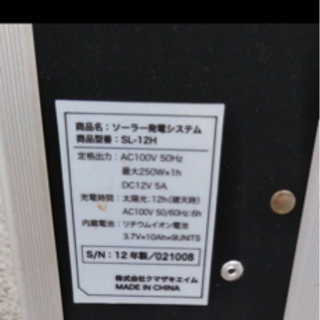 商品名：ソーラー発電システム
商品型番：SL-12H
定格出力：AC100V 50Hz
最大250W×1h
DC12V 5A
充電時間：太陽光:12h(晴天時)
AC100V 50/60Hz:6h
内蔵電池：リチウムイオン電池
3.7V×10Ah×9UNITS
S/N：12年製/021008
株式会社クマザキエイム
MADE IN CHINA